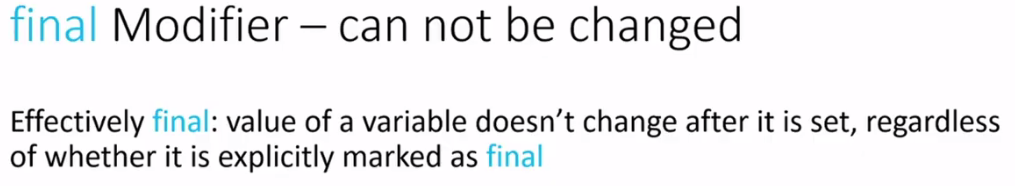 final Modifier – can not be changed
Effectively final: value of a variable doesn’t change after it is set, regardless
of whether it is explicitly marked as final